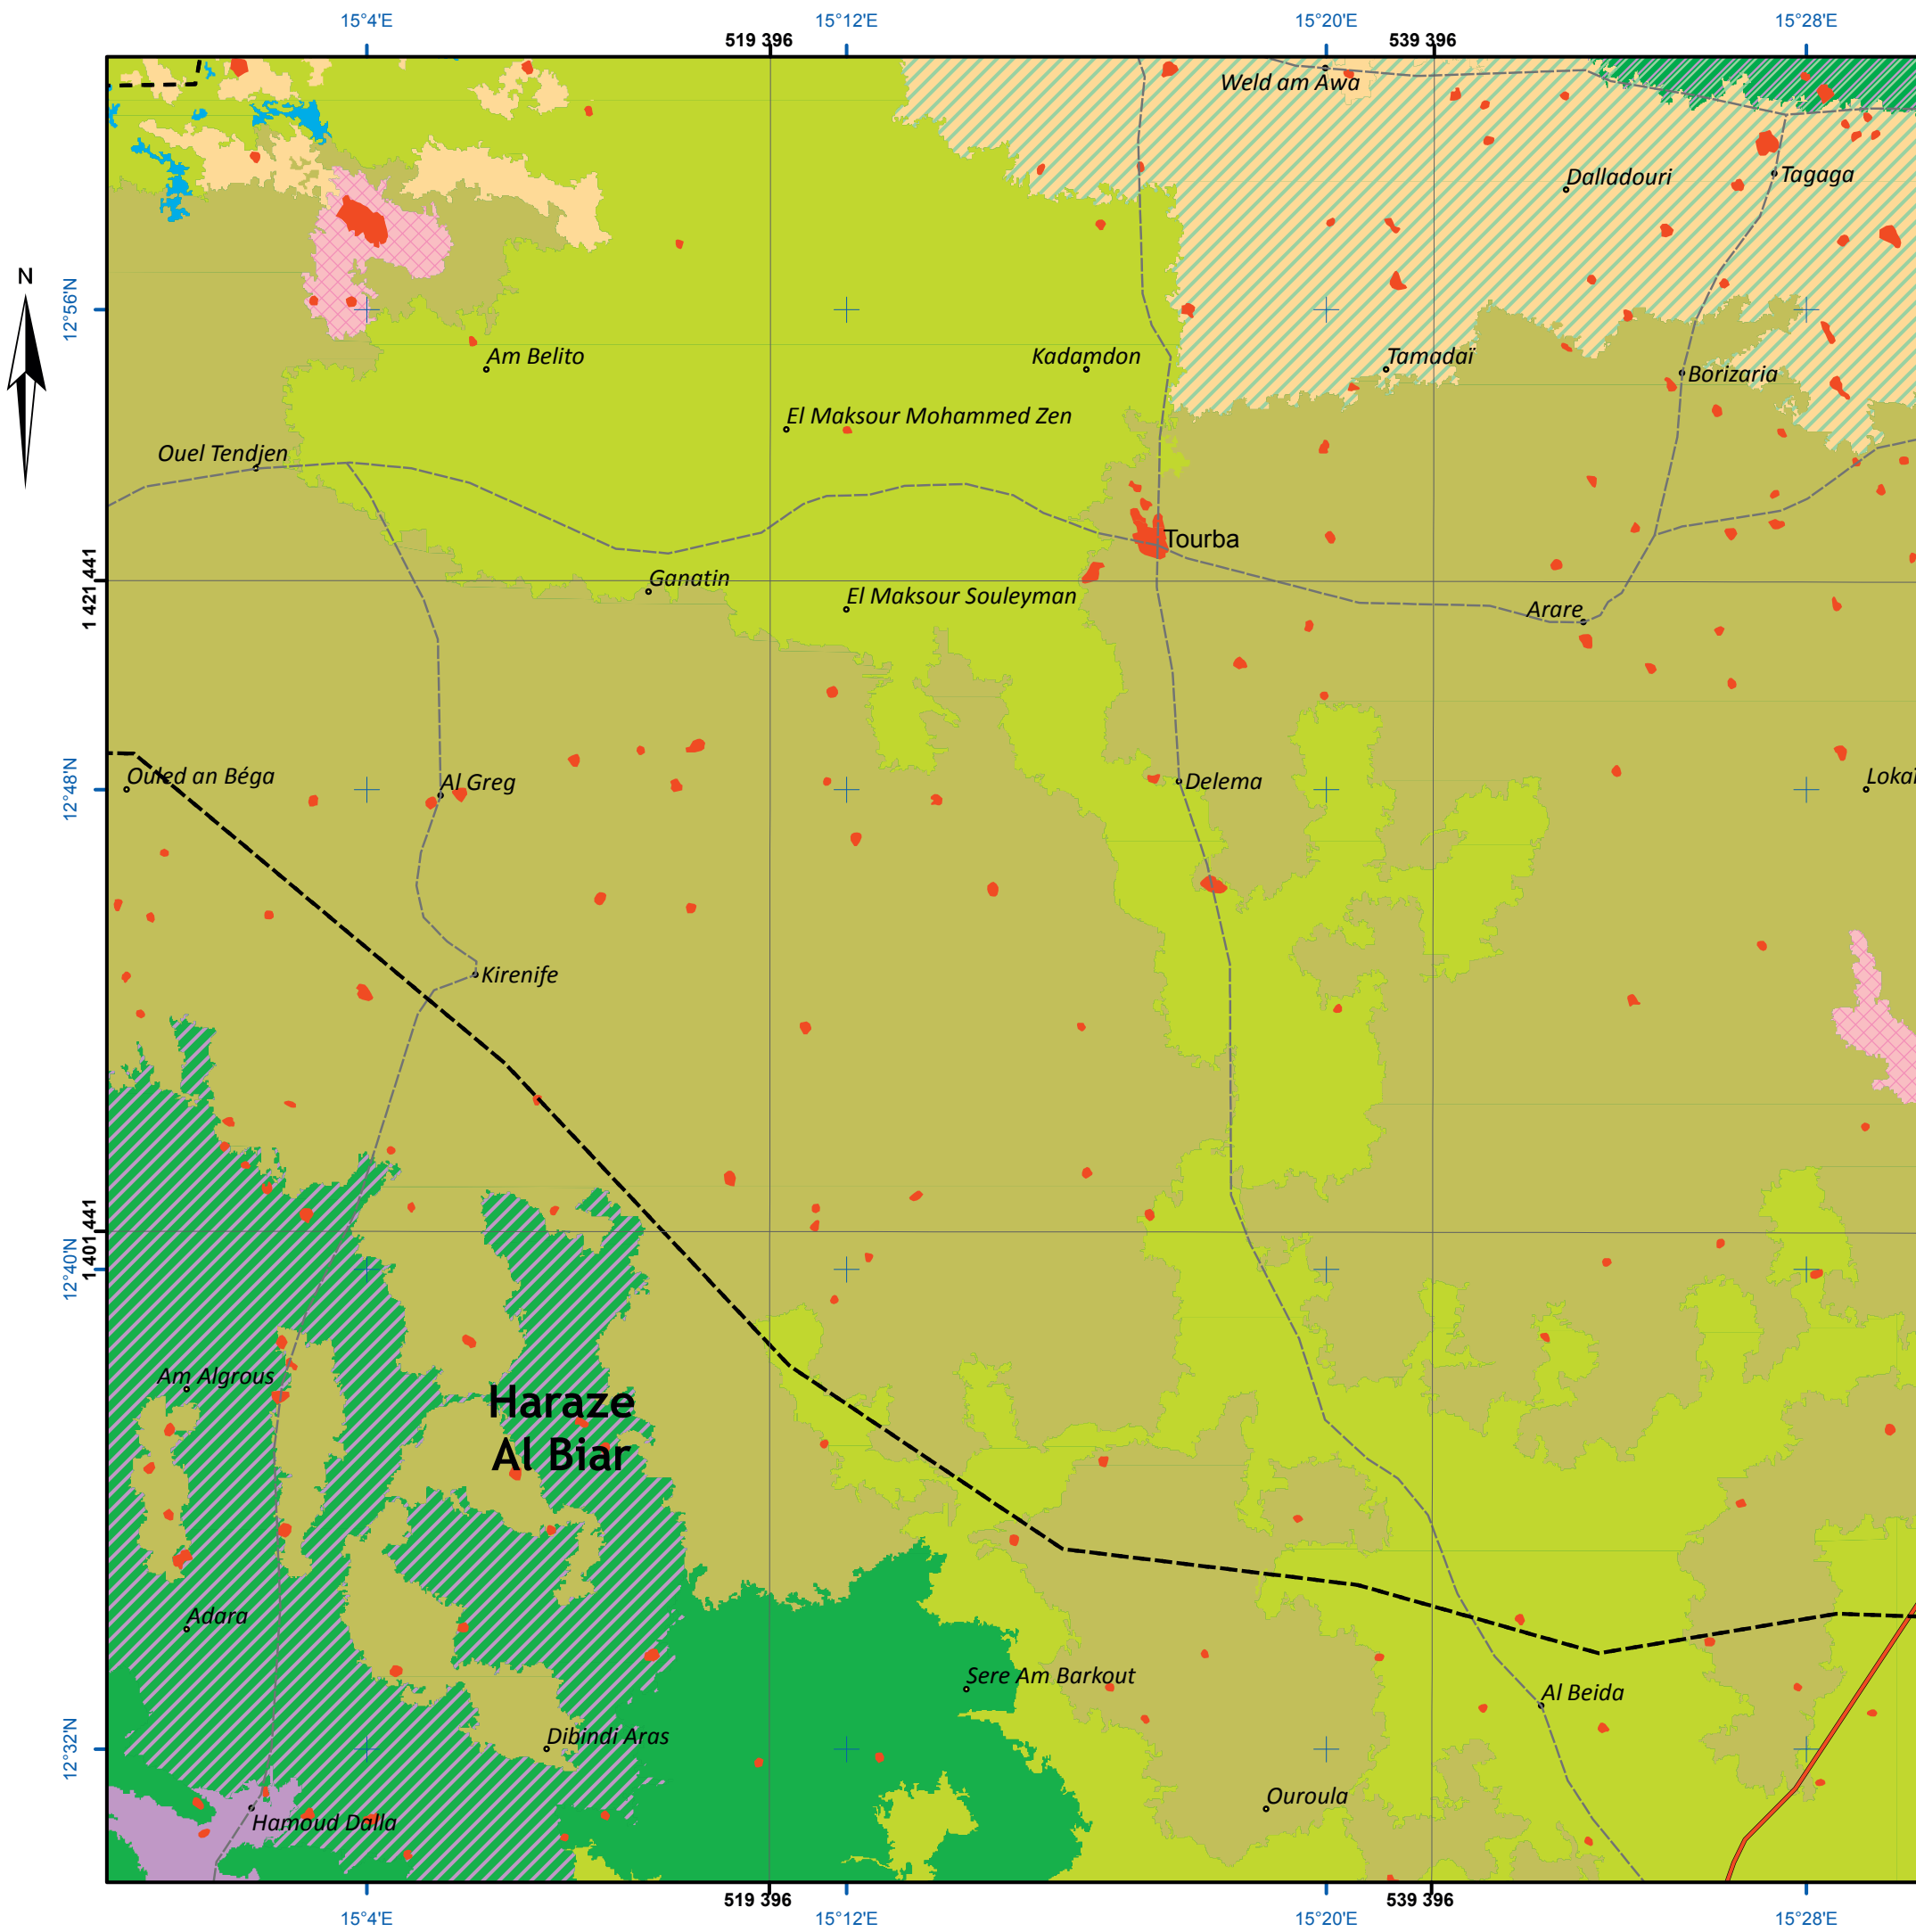 15°4'E
15°12'E
15°20'E
15°28'E
519 396
539 396
Weld am Awa
Dalladouri
Tagaga
N
12°56'N
Am Belito
Kadamdon
Tamadaï
Borizaria
El Maksour Mohammed Zen
Ouel Tendjen
Tourba
1 421 441
Ganatin
El Maksour Souleyman
Arare
12°48'N
Ouled an Béga
Al Greg
Delema
Kirenife
1 401 441
12°40'N
Am Algrous
Haraze
Al Biar
Adara
Sere Am Barkout
Al Beida
12°32'N
Dibindi Aras
Ouroula
Hamoud Dalla
519 396
539 396
15°4'E
15°12'E
15°20'E
15°28'E